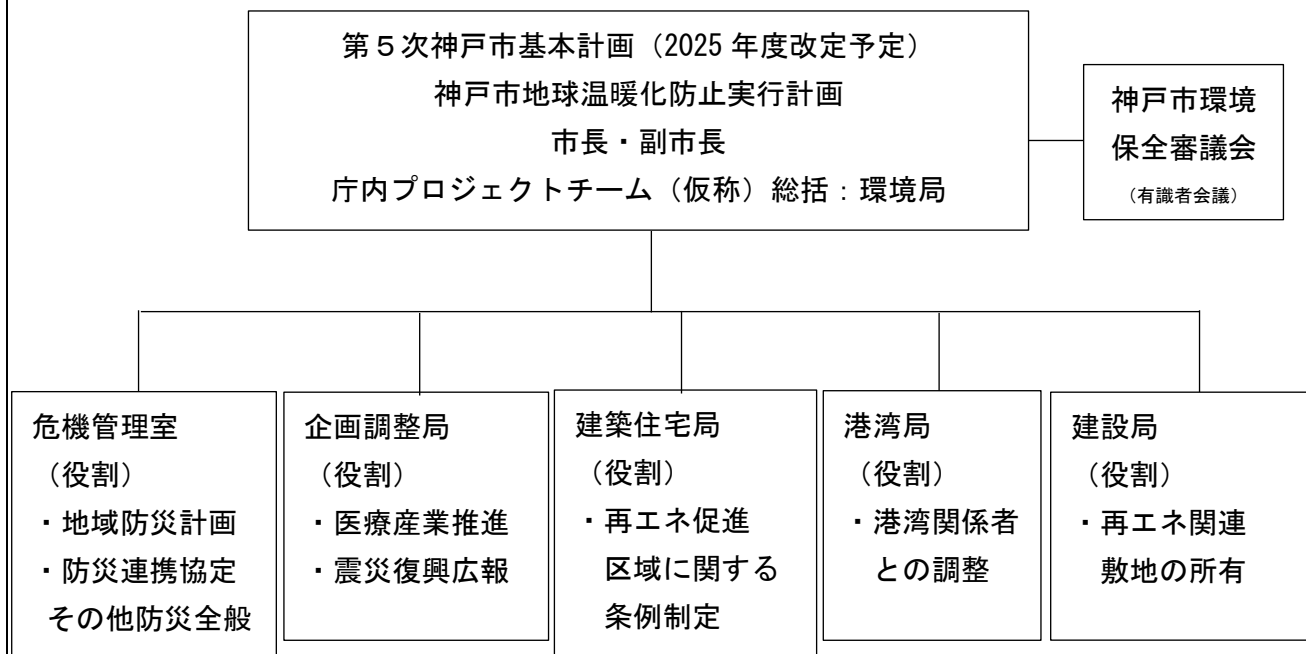 第５次神戸市基本計画（2025年度改定予定）
神戸市地球温暖化防止実行計画
市長・副市長
庁内プロジェクトチーム（仮称）総括：環境局
神戸市環境
保全審議会
（有識者会議）
危機管理室
（役割）
・地域防災計画
・防災連携協定
その他防災全般
企画調整局
（役割）
・医療産業推進
・震災復興広報
建築住宅局
（役割）
・再エネ促進
区域に関する
条例制定
港湾局
（役割）
・港湾関係者
との調整
建設局
（役割）
・再エネ関連
敷地の所有